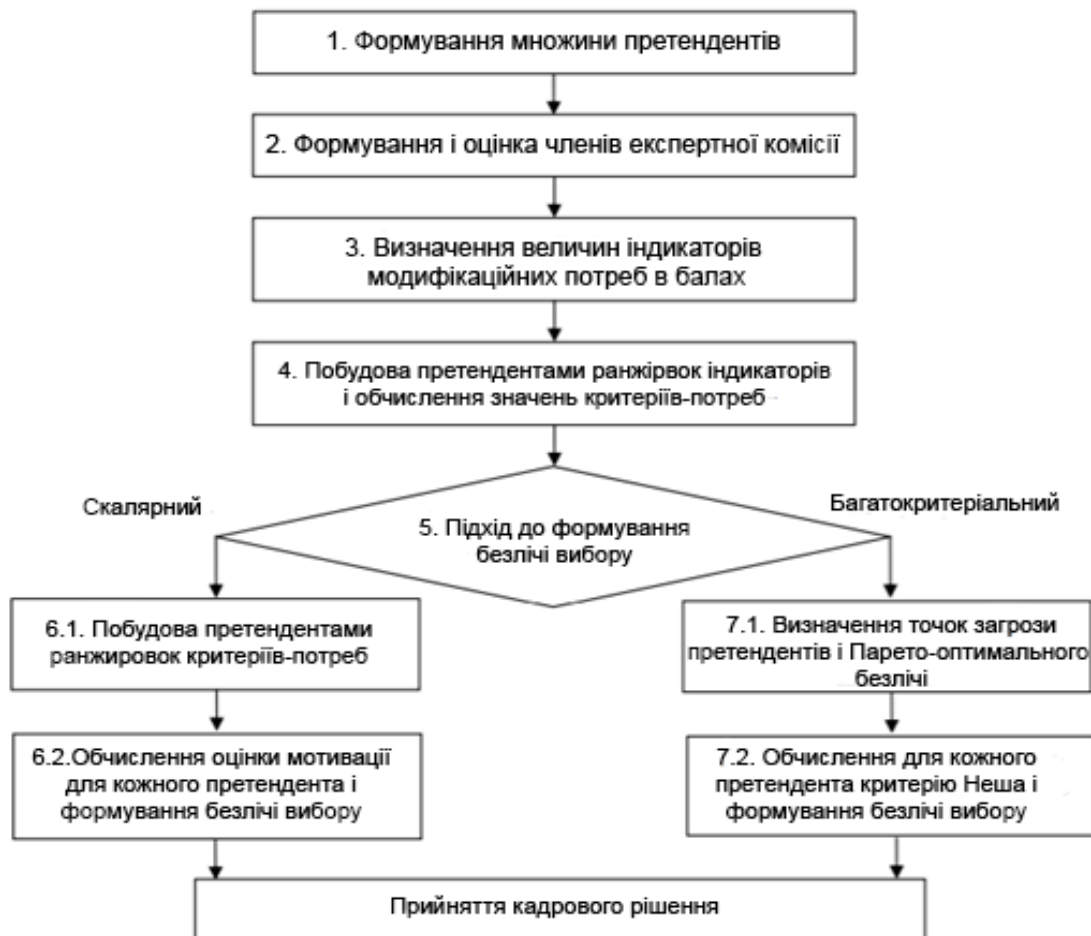 1. Формування множини претендентів
2. Формування і оцінка членів експертної комісії
3. Визначення величин індикаторів
модифікаційних потреб в балах
4. Побудова претендентами ранжірвок індикаторів
і обчислення значень критеріїв-потреб
Скалярний
Багатокритеріальний
5. Підхід до формування
безлічі вибору
6.1. Побудова претендентами
ранжировок критеріїв-потреб
7.1. Визначення точок загрози
претендентів і Парето-оптимального
безлічі
6.2.Обчислення оцінки мотивації
для кожного претендента і
формування безлічі вибору
7.2. Обчислення для кожного
претендента критерію Неша і
формування безлічі вибору
Прийняття кадрового рішення